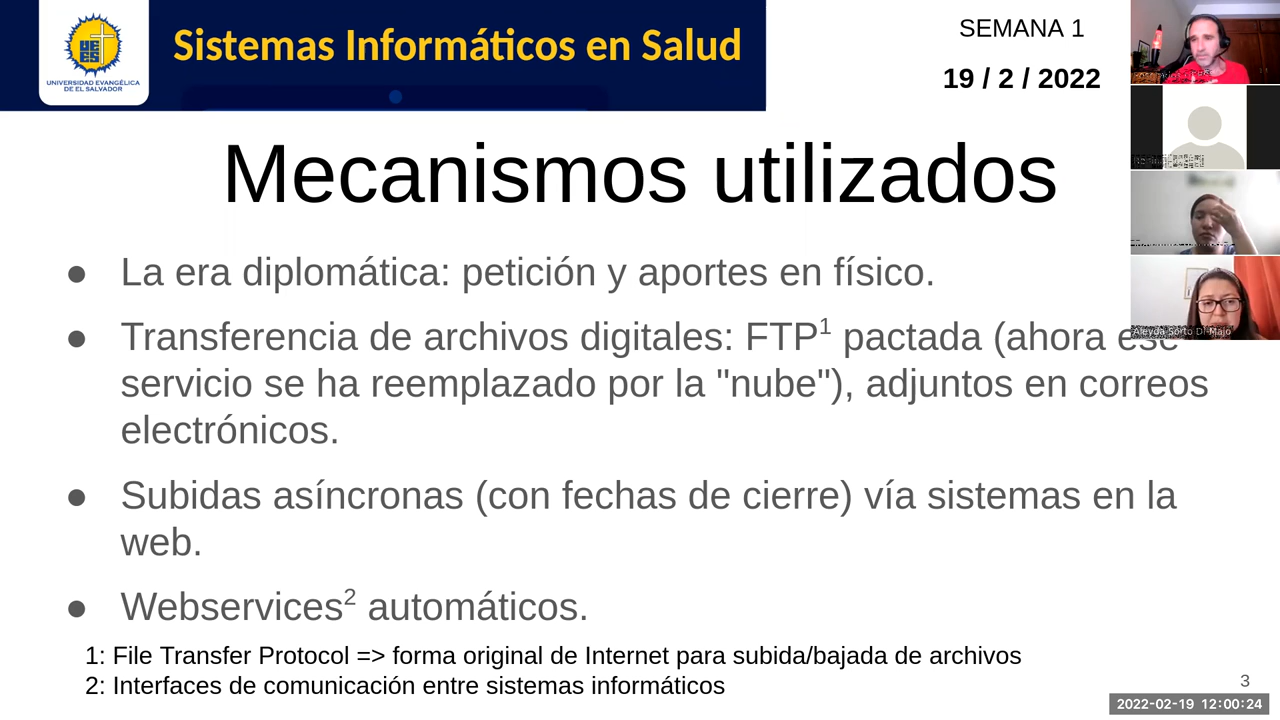 UEES
UNIVERSIDAD EVANGÉLICA
DE EL SALVADOR
Sistemas Informáticos en Salud
SEMANA 1
19 / 2 / 2022
Mecanismos utilizados
● La era diplomática: petición y aportes en físico.
● Transferencia de archivos digitales: FTP1 pactada (ahora ese
servicio se ha reemplazado por la "nube"), adjuntos en correos
electrónicos.
● Subidas asíncronas (con fechas de cierre) vía sistemas en la
web.
● Webservices2 automáticos.
1: File Transfer Protocol => forma original de Internet para subida/bajada de archivos
2: Interfaces de comunicación entre sistemas informáticos
Aleyda Sorto Di Majo
3
2022-02-19 12:00:24